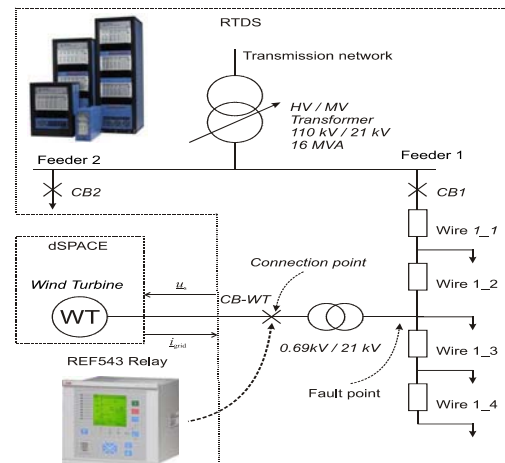 RTDS
Transmission network
HV / MV
Transformer
110 kV / 21 kV
16 MVA
Feeder 2
Feeder 1
CB2
CB1
Wire 1_1
dSPACE
Connection point
Wind Turbine
u
CB-WT
Wire 1_2
WT
i grid
0.69kV / 21 kV
REF543 Relay
Fault point
Wire 1_3
Wire 1_4